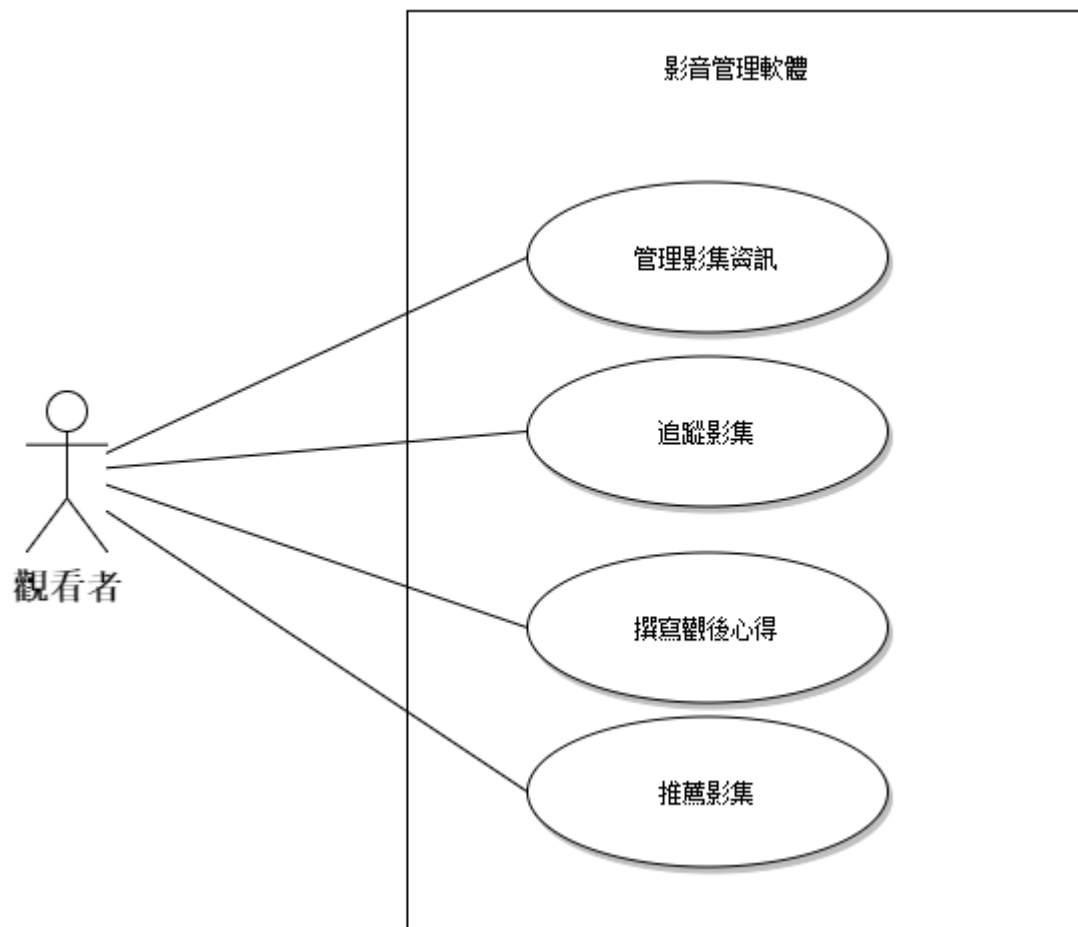 影音管理軟體
管理影集資訊
追蹤影集
觀看者
撰寫觀後心得
推薦影集